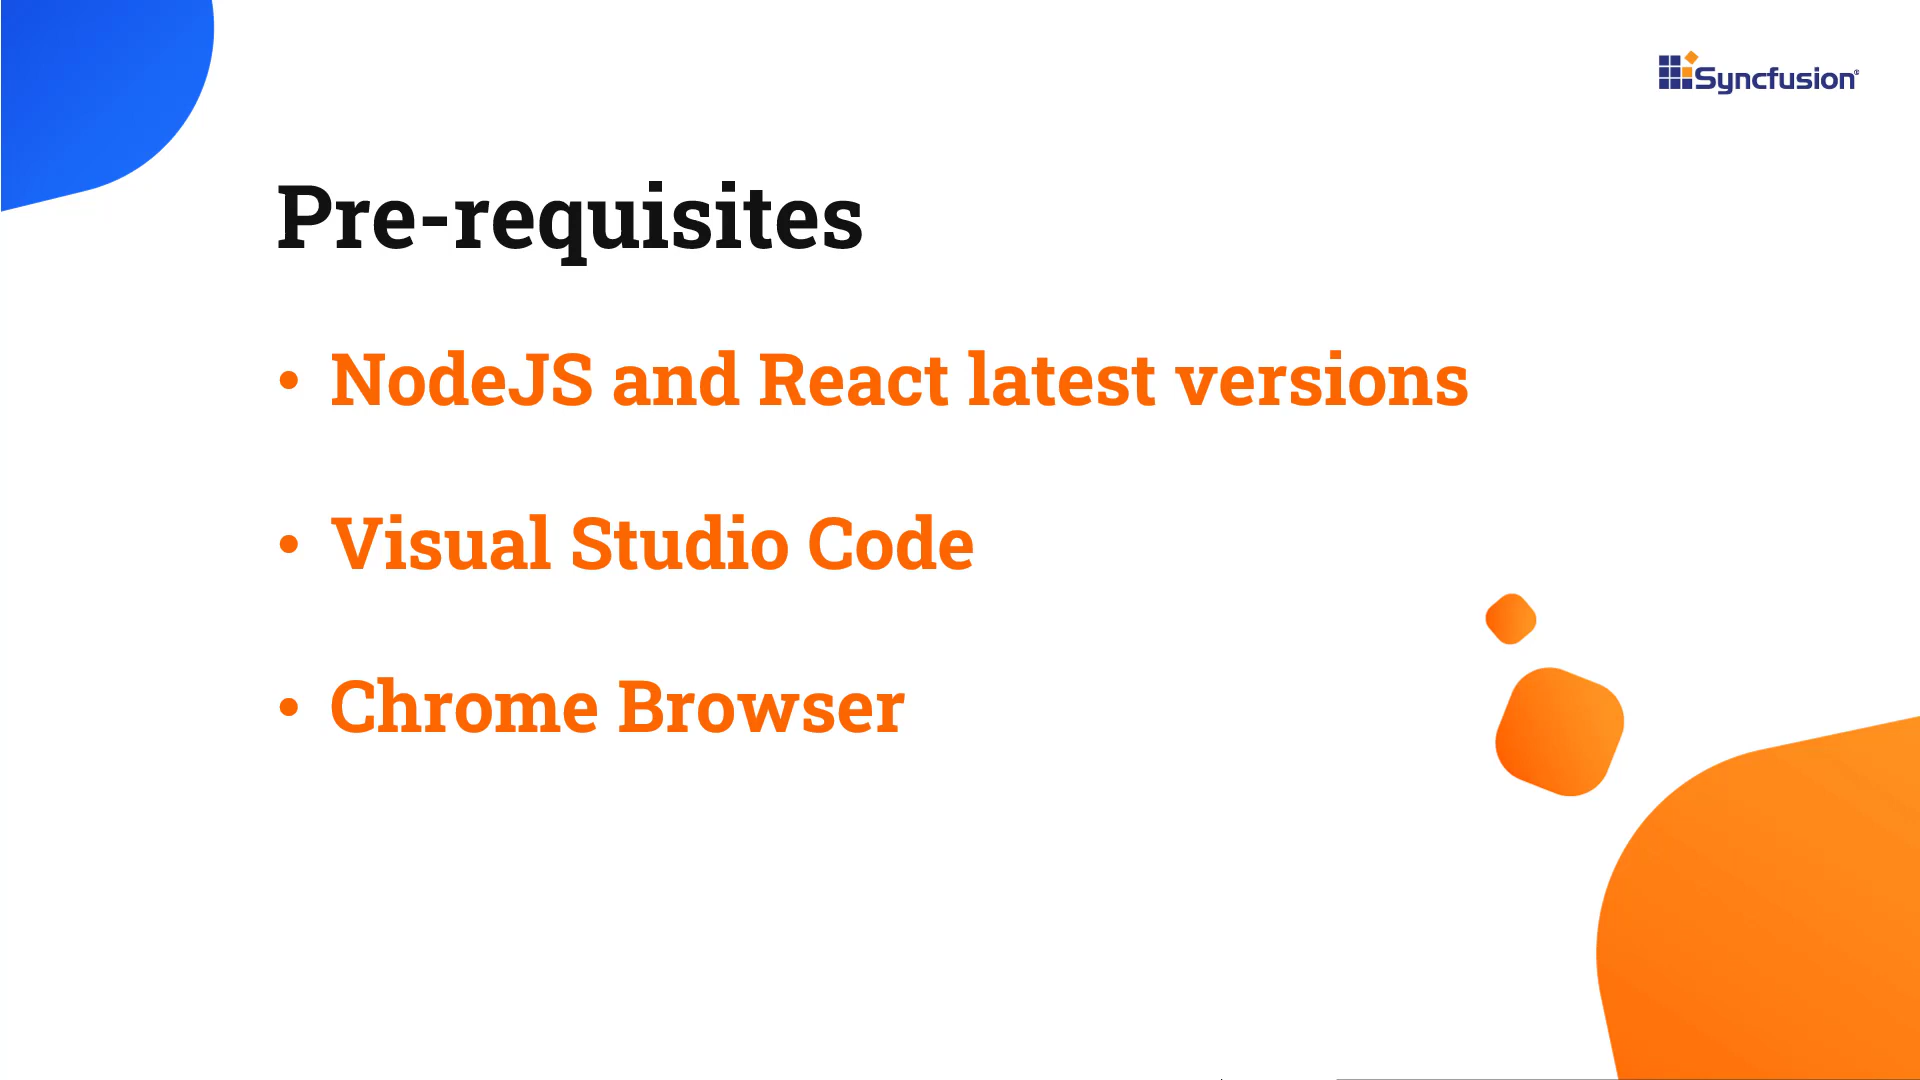 Syncfusion®
Pre-requisites
• NodeJS and React latest versions
• Visual Studio Code
• Chrome Browser